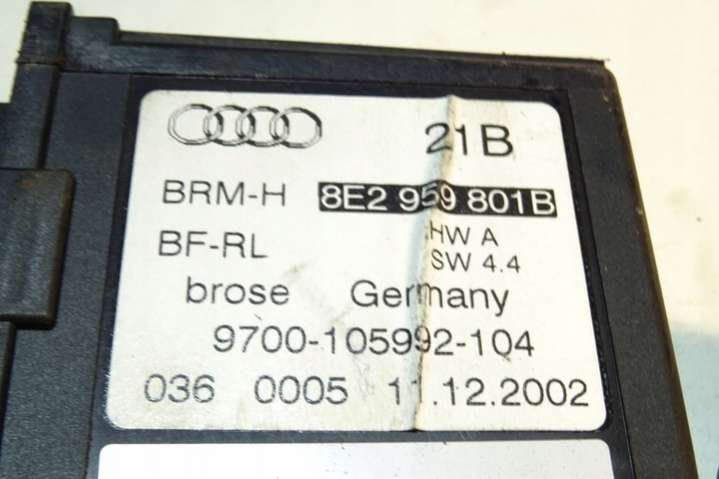 21B
BRM-H 8E2 959 801B
BF-RL HW A
SW 4.4
brose Germany
9700-105992-104
036 0005 11.12.2002